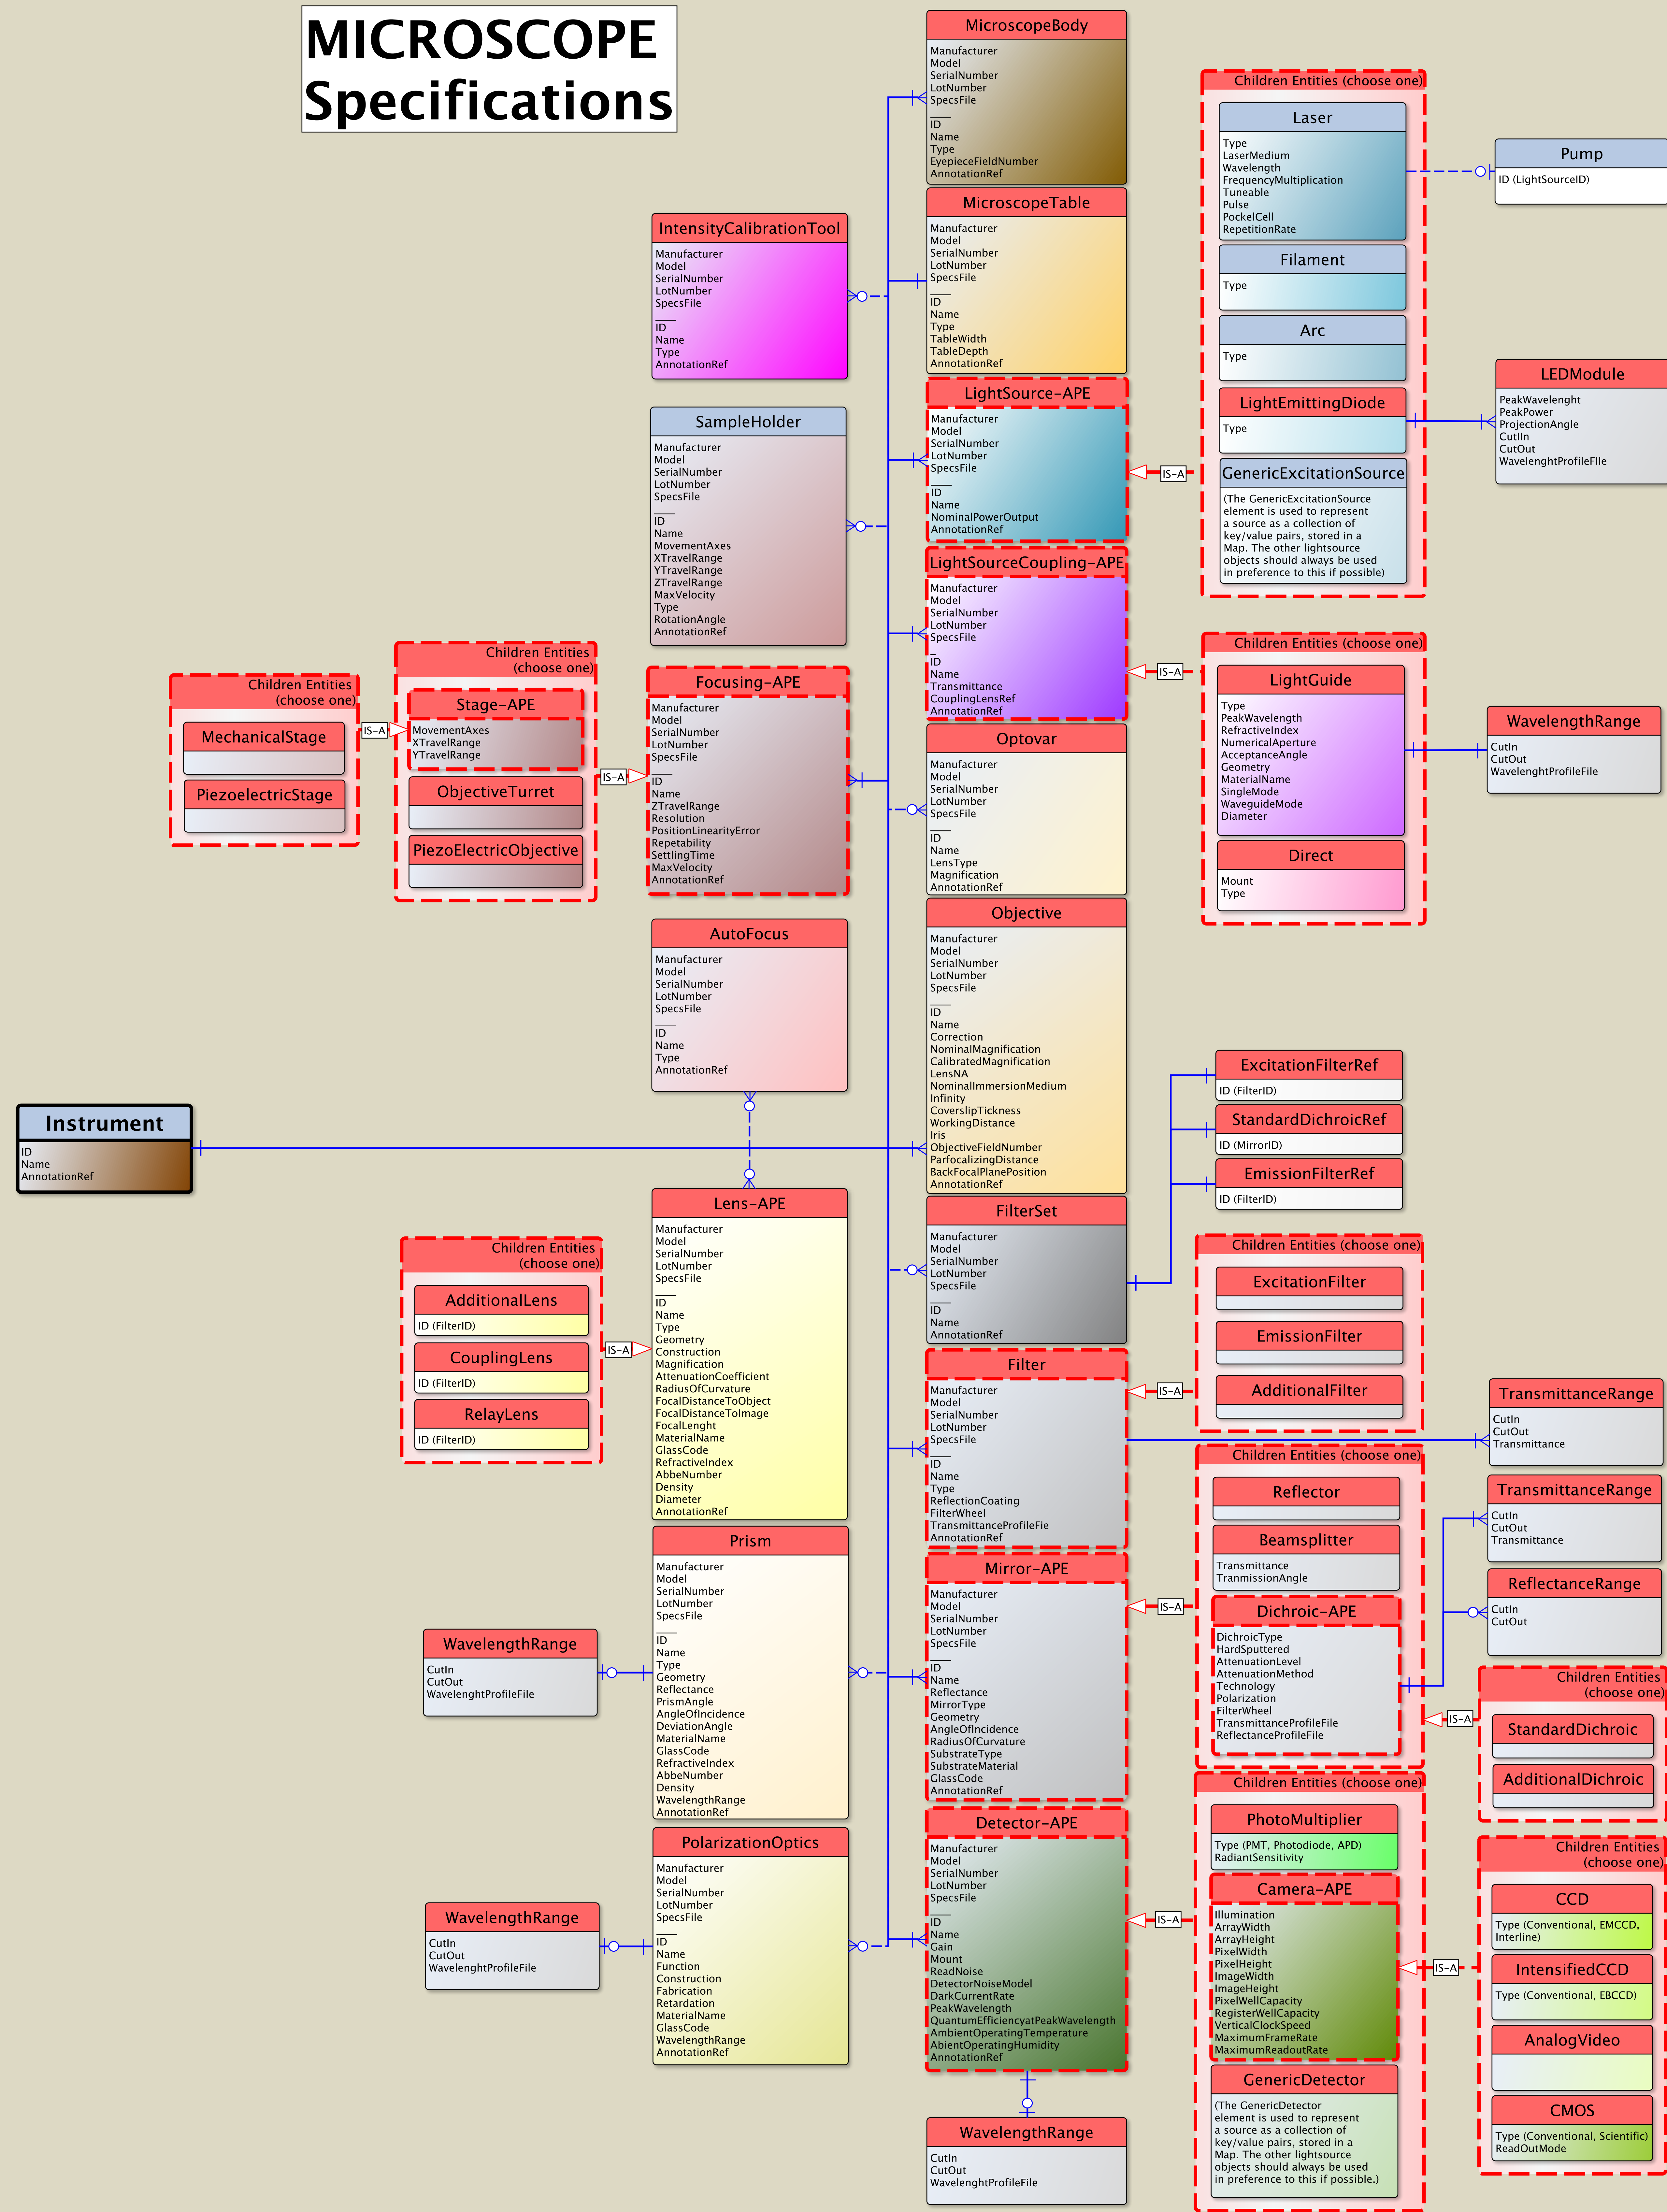 MICROSCOPE
Specifications
MicroscopeBody
Manufacturer
Model
SerialNumber
LotNumber
SpecsFile
____
ID
Name
Type
EyepieceFieldNumber
AnnotationRef
MicroscopeTable
Manufacturer
Model
SerialNumber
LotNumber
SpecsFile
____
ID
Name
Type
TableWidth
TableDepth
AnnotationRef
IntensityCalibrationTool
Manufacturer
Model
SerialNumber
LotNumber
SpecsFile
____
ID
Name
Type
AnnotationRef
SampleHolder
Manufacturer
Model
SerialNumber
LotNumber
SpecsFile
____
ID
Name
MovementAxes
XTravelRange
YTravelRange
ZTravelRange
MaxVelocity
Type
RotationAngle
AnnotationRef
LightSource-APE
Manufacturer
Model
SerialNumber
LotNumber
SpecsFile
____
ID
Name
NominalPowerOutput
AnnotationRef
IS-A
Children Entities (choose one)
Laser
Type
LaserMedium
Wavelength
FrequencyMultiplication
Tuneable
Pulse
PockelCell
RepetitionRate
Filament
Type
Arc
Type
LightEmittingDiode
Type
GenericExcitationSource
(The GenericExcitationSource
element is used to represent
a source as a collection of
key/value pairs, stored in a
Map. The other lightsource
objects should always be used
in preference to this if possible)
Pump
ID (LightSourceID)
LEDModule
PeakWavelenght
PeakPower
ProjectionAngle
CutIIn
CutOut
WavelenghtProfileFIle
LightSourceCoupling-APE
Manufacturer
Model
SerialNumber
LotNumber
SpecsFile
_
ID
Name
Transmittance
CouplingLensRef
AnnotationRef
IS-A
Children Entities (choose one)
LightGuide
Type
PeakWavelength
RefractiveIndex
NumericalAperture
AcceptanceAngle
Geometry
MaterialName
SingleMode
WaveguideMode
Diameter
Direct
Mount
Type
WavelengthRange
CutIn
CutOut
WavelenghtProfileFile
Children Entities
(choose one)
MechanicalStage
PiezoelectricStage
IS-A
Children Entities
(choose one)
Stage-APE
MovementAxes
XTravelRange
YTravelRange
ObjectiveTurret
PiezoElectricObjective
IS-A
Focusing-APE
Manufacturer
Model
SerialNumber
LotNumber
SpecsFile
____
ID
Name
ZTravelRange
Resolution
PositionLinearityError
Repetability
SettlingTime
MaxVelocity
AnnotationRef
Optovar
Manufacturer
Model
SerialNumber
LotNumber
SpecsFile
____
ID
Name
LensType
Magnification
AnnotationRef
AutoFocus
Manufacturer
Model
SerialNumber
LotNumber
SpecsFile
____
ID
Name
Type
AnnotationRef
Objective
Manufacturer
Model
SerialNumber
LotNumber
SpecsFile
____
ID
Name
Correction
NominalMagnification
CalibratedMagnification
LensNA
NominalImmersionMedium
Infinity
CoverslipTickness
WorkingDistance
Iris
ObjectiveFieldNumber
ParfocalizingDistance
BackFocalPlanePosition
AnnotationRef
Instrument
ID
Name
AnnotationRef
ExcitationFilterRef
ID (FilterID)
StandardDichroicRef
ID (MirrorID)
EmissionFilterRef
ID (FilterID)
FilterSet
Manufacturer
Model
SerialNumber
LotNumber
SpecsFile
____
ID
Name
AnnotationRef
Lens-APE
Manufacturer
Model
SerialNumber
LotNumber
SpecsFile
____
ID
Name
Type
Geometry
Construction
Magnification
AttenuationCoefficient
RadiusOfCurvature
FocalDistanceToObject
FocalDistanceToImage
FocalLenght
MaterialName
GlassCode
RefractiveIndex
AbbeNumber
Density
Diameter
AnnotationRef
Children Entities
(choose one)
AdditionalLens
ID (FilterID)
CouplingLens
ID (FilterID)
RelayLens
ID (FilterID)
IS-A
Filter
Manufacturer
Model
SerialNumber
LotNumber
SpecsFile
____
ID
Name
Type
ReflectionCoating
FilterWheel
TransmittanceProfileFie
AnnotationRef
IS-A
Children Entities (choose one)
ExcitationFilter
EmissionFilter
AdditionalFilter
TransmittanceRange
CutIn
CutOut
Transmittance
Prism
Manufacturer
Model
SerialNumber
LotNumber
SpecsFile
____
ID
Name
Type
Geometry
Reflectance
PrismAngle
AngleOfIncidence
DeviationAngle
MaterialName
GlassCode
RefractiveIndex
AbbeNumber
Density
WavelengthRange
AnnotationRef
WavelengthRange
CutIn
CutOut
WavelenghtProfileFile
Mirror-APE
Manufacturer
Model
SerialNumber
LotNumber
SpecsFile
____
ID
Name
Reflectance
MirrorType
Geometry
AngleOfIncidence
RadiusOfCurvature
SubstrateType
SubstrateMaterial
GlassCode
AnnotationRef
IS-A
Children Entities (choose one)
Reflector
Beamsplitter
Transmittance
TranmissionAngle
Dichroic-APE
DichroicType
HardSputtered
AttenuationLevel
AttenuationMethod
Technology
Polarization
FilterWheel
TransmittanceProfileFile
ReflectanceProfileFile
TransmittanceRange
CutIn
CutOut
Transmittance
ReflectanceRange
CutIn
CutOut
IS-A
Children Entities
(choose one)
StandardDichroic
AdditionalDichroic
PolarizationOptics
Manufacturer
Model
SerialNumber
LotNumber
SpecsFile
____
ID
Name
Function
Construction
Fabrication
Retardation
MaterialName
GlassCode
WavelengthRange
AnnotationRef
WavelengthRange
CutIn
CutOut
WavelenghtProfileFile
Detector-APE
Manufacturer
Model
SerialNumber
LotNumber
SpecsFile
____
ID
Name
Gain
Mount
ReadNoise
DetectorNoiseModel
DarkCurrentRate
PeakWavelength
QuantumEfficiencyatPeakWavelength
AmbientOperatingTemperature
AbientOperatingHumidity
AnnotationRef
IS-A
Children Entities (choose one)
PhotoMultiplier
Type (PMT, Photodiode, APD)
RadiantSensitivity
Camera-APE
Illumination
ArrayWidth
ArrayHeight
PixelWidth
PixelHeight
ImageWidth
ImageHeight
PixelWellCapacity
RegisterWellCapacity
VerticalClockSpeed
MaximumFrameRate
MaximumReadoutRate
GenericDetector
(The GenericDetector
element is used to represent
a source as a collection of
key/value pairs, stored in a
Map. The other lightsource
objects should always be used
in preference to this if possible.)
IS-A
Children Entities
(choose one)
CCD
Type (Conventional, EMCCD,
Interline)
IntensifiedCCD
Type (Conventional, EBCCD)
AnalogVideo
CMOS
Type (Conventional, Scientific)
ReadOutMode
WavelengthRange
CutIn
CutOut
WavelenghtProfileFile